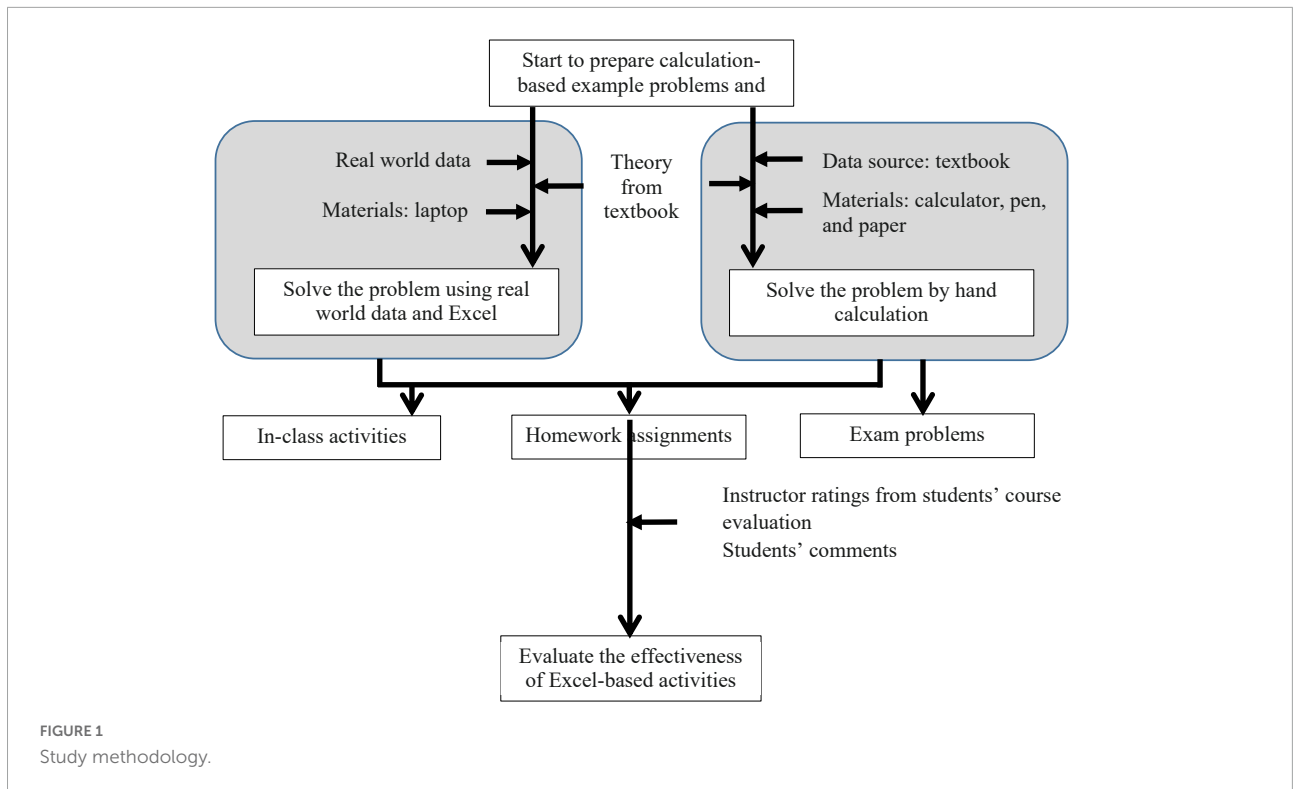 Start to prepare calculation-
based example problems and
Real world data
Materials: laptop
Theory
from
textbook
Data source: textbook
Materials: calculator, pen,
and paper
Solve the problem using real
world data and Excel
Solve the problem by hand
calculation
In-class activities
Homework assignments
Exam problems
Instructor ratings from students’ course
evaluation
Students’ comments
Evaluate the effectiveness
of Excel-based activities
FIGURE 1
Study methodology.